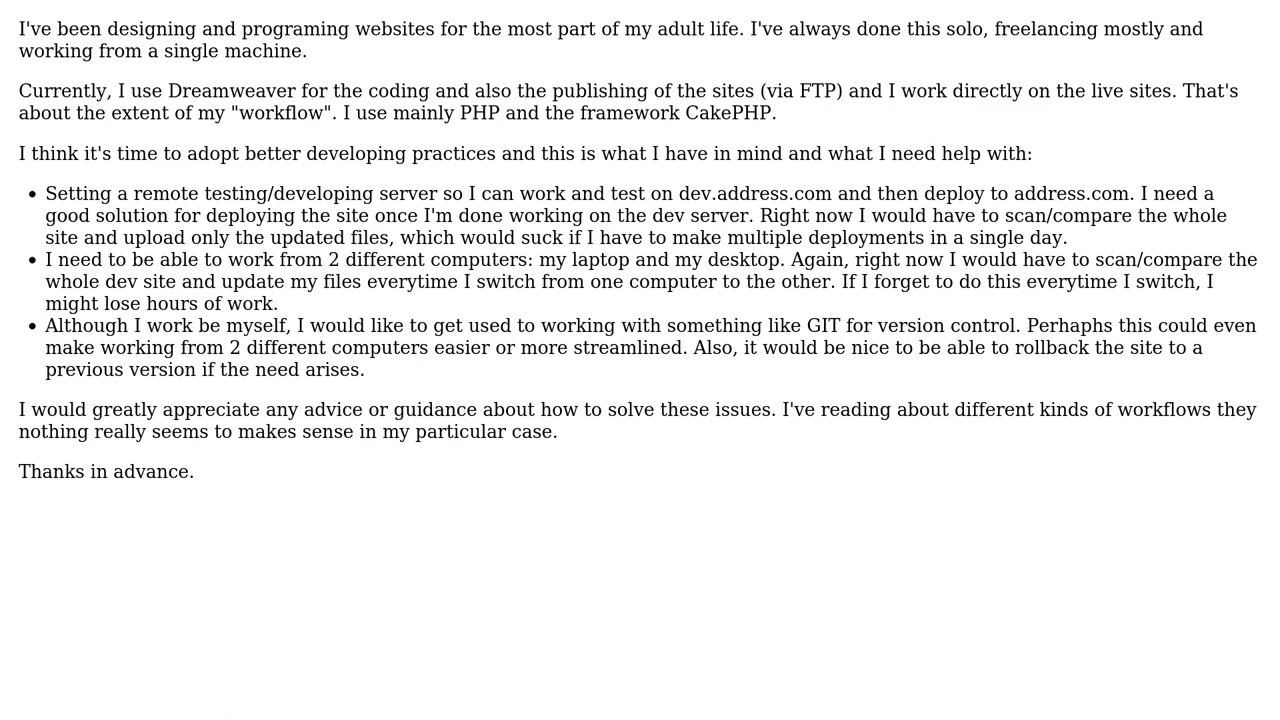 I've been designing and programing websites for the most part of my adult life. I've always done this solo, freelancing mostly and
working from a single machine.
Currently, I use Dreamweaver for the coding and also the publishing of the sites (via FTP) and I work directly on the live sites. That's
about the extent of my "workflow". I use mainly PHP and the framework CakePHP.
I think it's time to adopt better developing practices and this is what I have in mind and what I need help with:
• Setting a remote testing/developing server so I can work and test on dev.address.com and then deploy to address.com. I need a
good solution for deploying the site once I'm done working on the dev server. Right now I would have to scan/compare the whole
site and upload only the updated files, which would suck if I have to make multiple deployments in a single day.
• I need to be able to work from 2 different computers: my laptop and my desktop. Again, right now I would have to scan/compare the
whole dev site and update my files everytime I switch from one computer to the other. If I forget to do this everytime I switch, I
might lose hours of work.
• Although I work be myself, I would like to get used to working with something like GIT for version control. Perhaphs this could even
make working from 2 different computers easier or more streamlined. Also, it would be nice to be able to rollback the site to a
previous version if the need arises.
I would greatly appreciate any advice or guidance about how to solve these issues. I've reading about different kinds of workflows they
nothing really seems to makes sense in my particular case.
Thanks in advance.